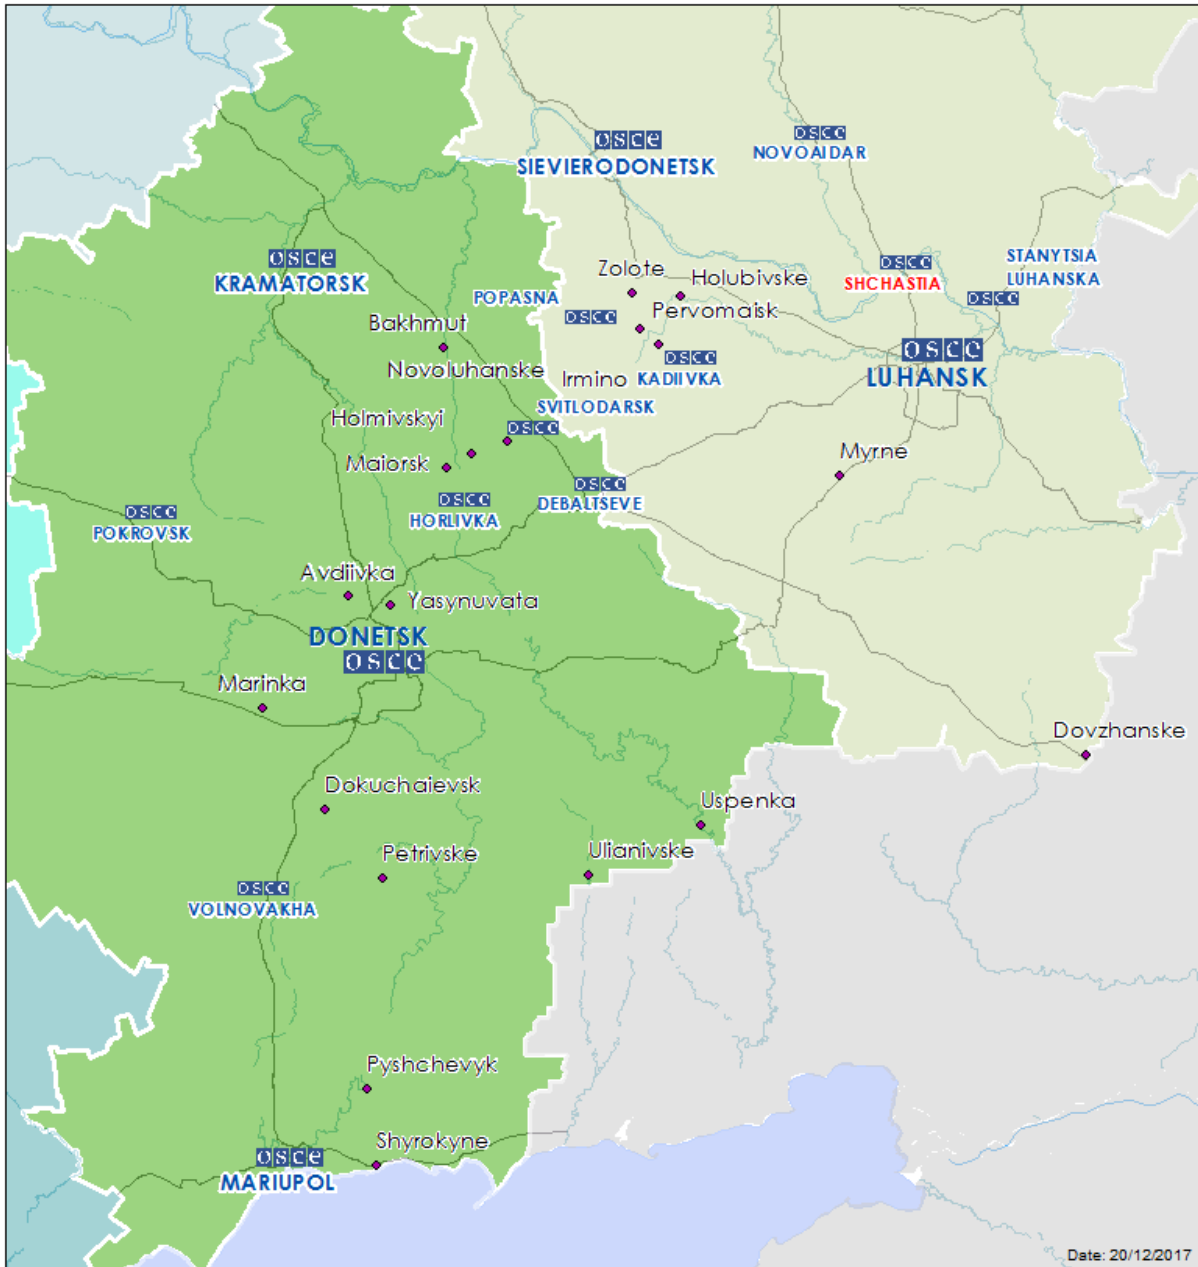 osce
SIEVIERODONETSK
osce
NOVOAIDAR
osce
KRAMATORSK
osce
SHCHASTIA
STANYTSIA
LUHANSKA
osce
Zolote
Holubivske
POPASNA
osce
Pervomaisk
Bakhmut
Novoluhanske
Irmino
osce
KADIIVKA
osce
LUHANSK
SVITLODARSK
osce
Holmivskyi
Maiorsk
Myrne
osce
HORLIVKA
osce
DEBALTSEVE
osce
POKROVSK
Avdiivka
Yasynuvata
DONETSK
osce
Marinka
Dovzhanske
Dokuchaievsk
Uspenka
Petrivske
Ulianivske
osce
VOLNOVAKHA
Pyshchevyk
Shyrokyne
osce
MARIUPOL
Date: 20/12/2017